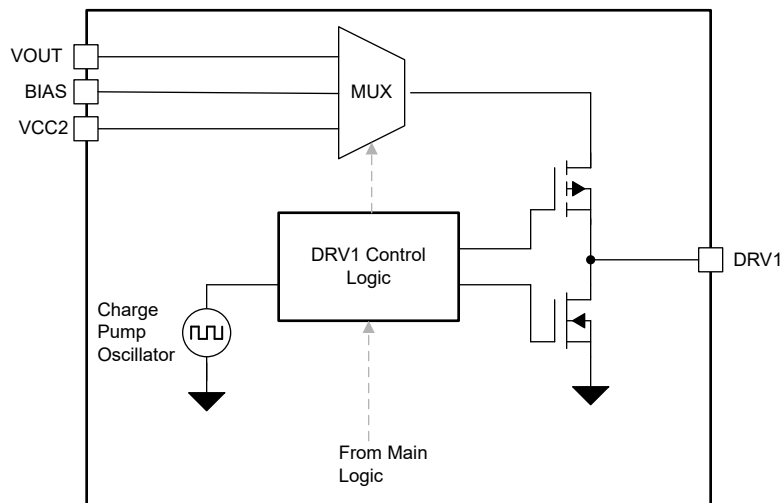 VOUT
BIAS
VCC2
MUX
DRV1 Control
Logic
DRV1
Charge
Pump
Oscillator
From Main
Logic